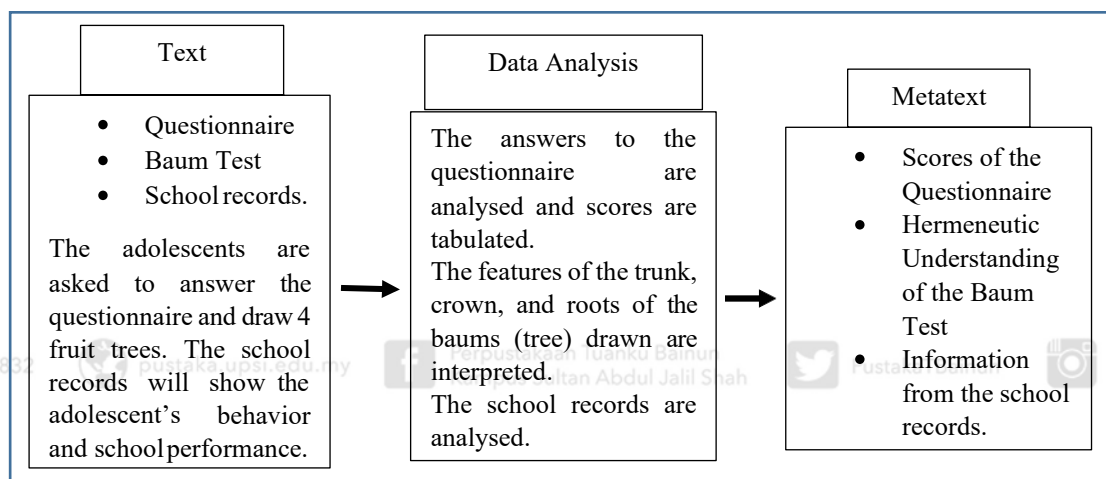 Text
• Questionnaire
• Baum Test
• School records.
The adolescents are
asked to answer the
questionnaire and draw 4
fruit trees. The school
records will show the
adolescent's behavior
and school performance.
Data Analysis
The answers to the
questionnaire are
analysed and scores are
tabulated.
The features of the trunk,
crown, and roots of the
baums (tree) drawn are
interpreted.
The school records are
analysed.
Metatext
• Scores of the
Questionnaire
• Hermeneutic
Understanding
of the Baum
Test
• Information
from the school
records.
832
pustaka.upsi.edu.my
Perpustakaan Tuanku Bainun
Kampus Sultan Abdul Jalil Shah